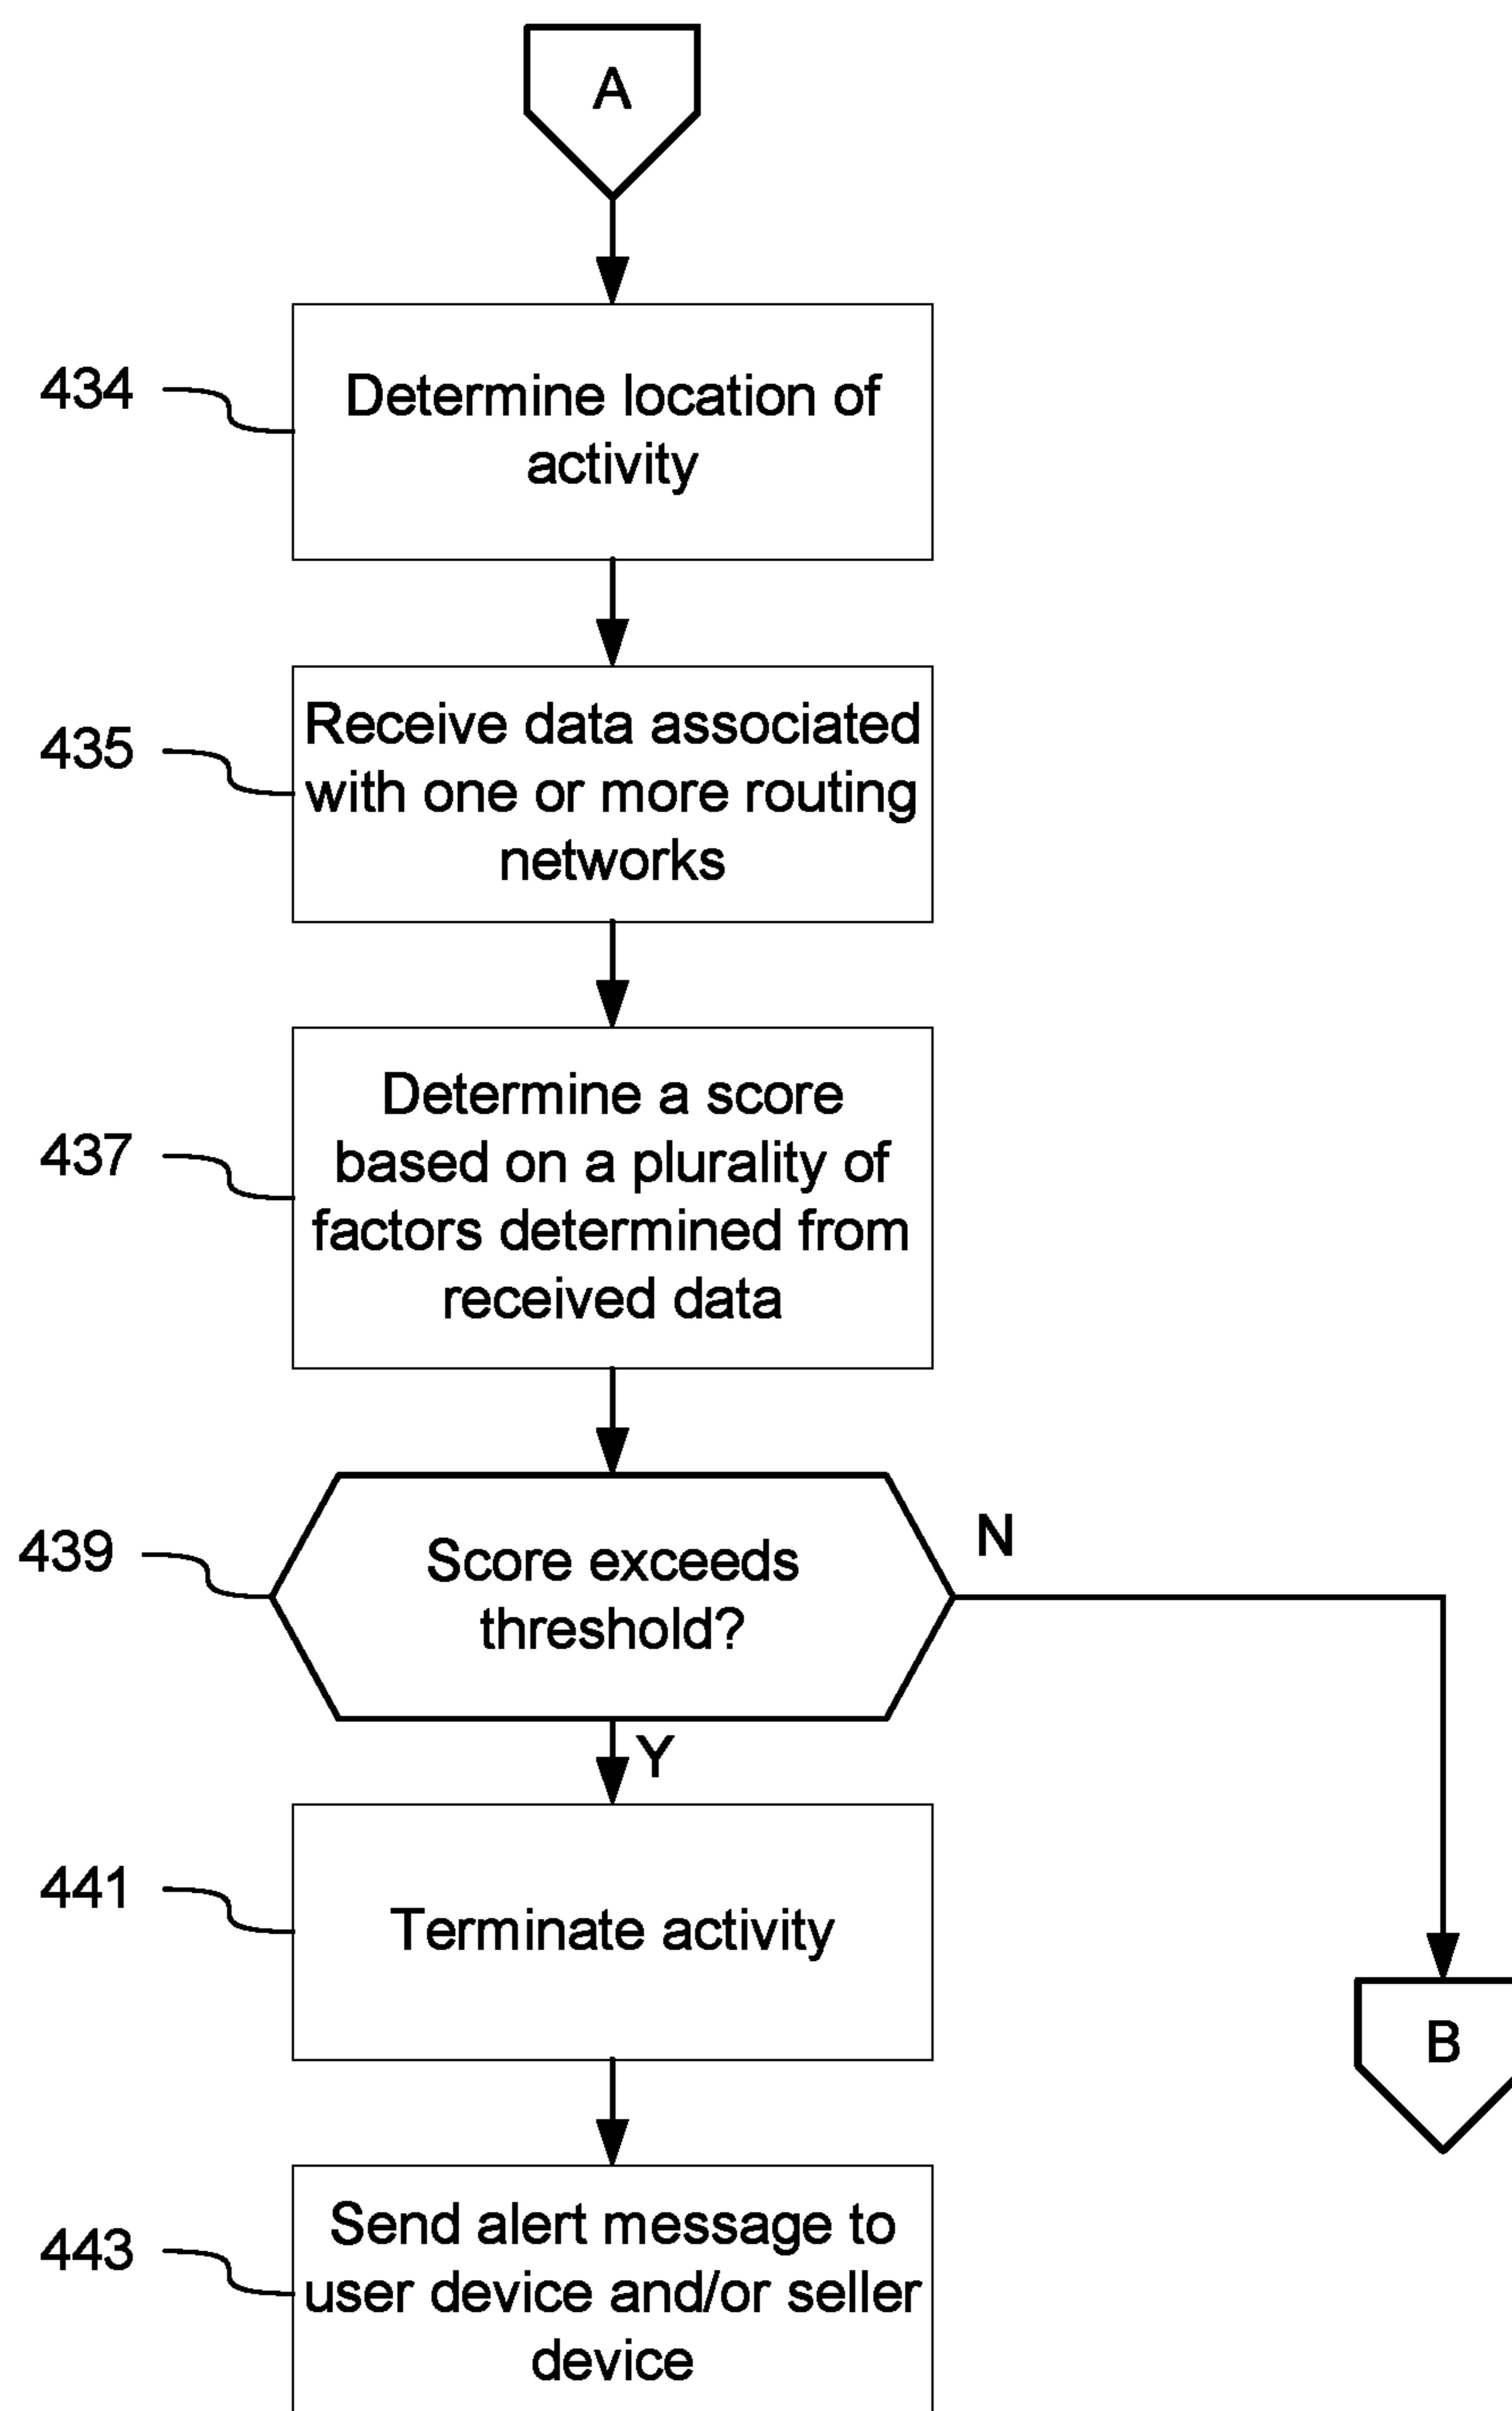 A
434
Determine location of
activity
435
Receive data associated
with one or more routing
networks
437
Determine a score
based on a plurality of
factors determined from
received data
439
Score exceeds
threshold?
N
Y
441
Terminate activity
B
443
Send alert message to
user device and/or seller
device